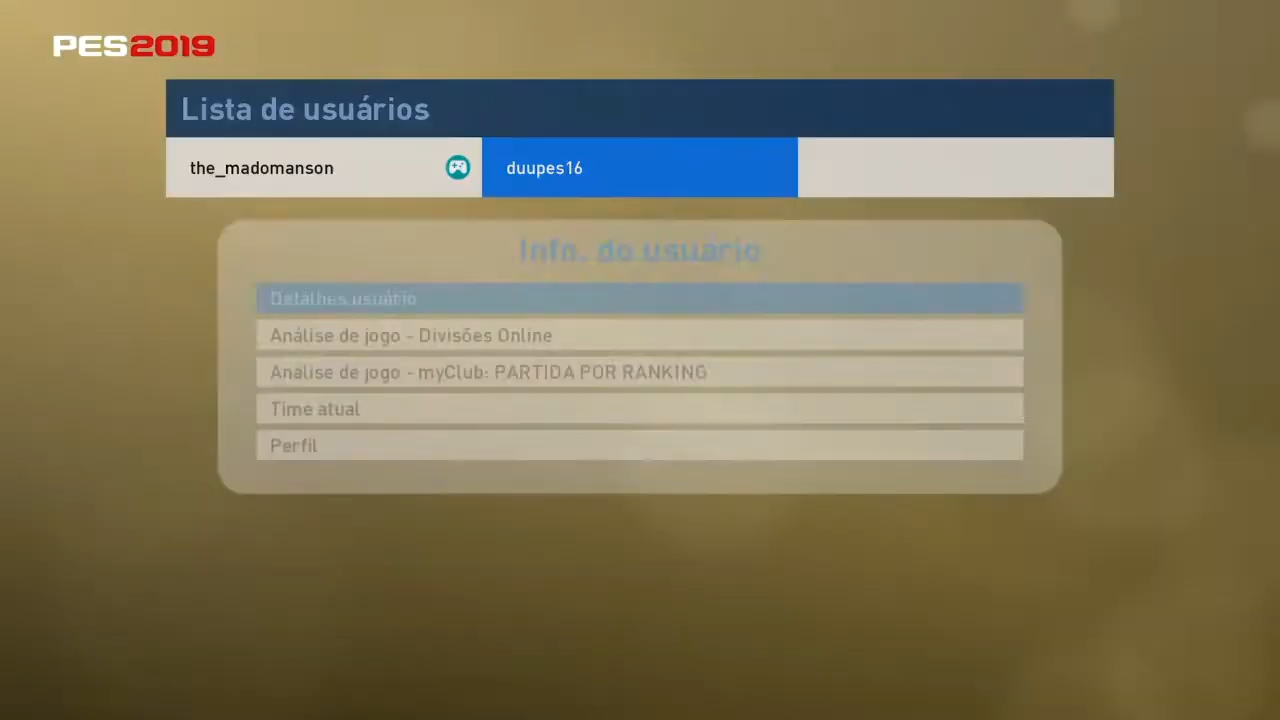 PES2019
Lista de usuários
the_madomanson
duupes16
Info. do usuário
Detalhes usuário
Análise de jogo - Divisões Online
Análise de jogo - myClub: PARTIDA POR RANKING
Time atual
Perfil